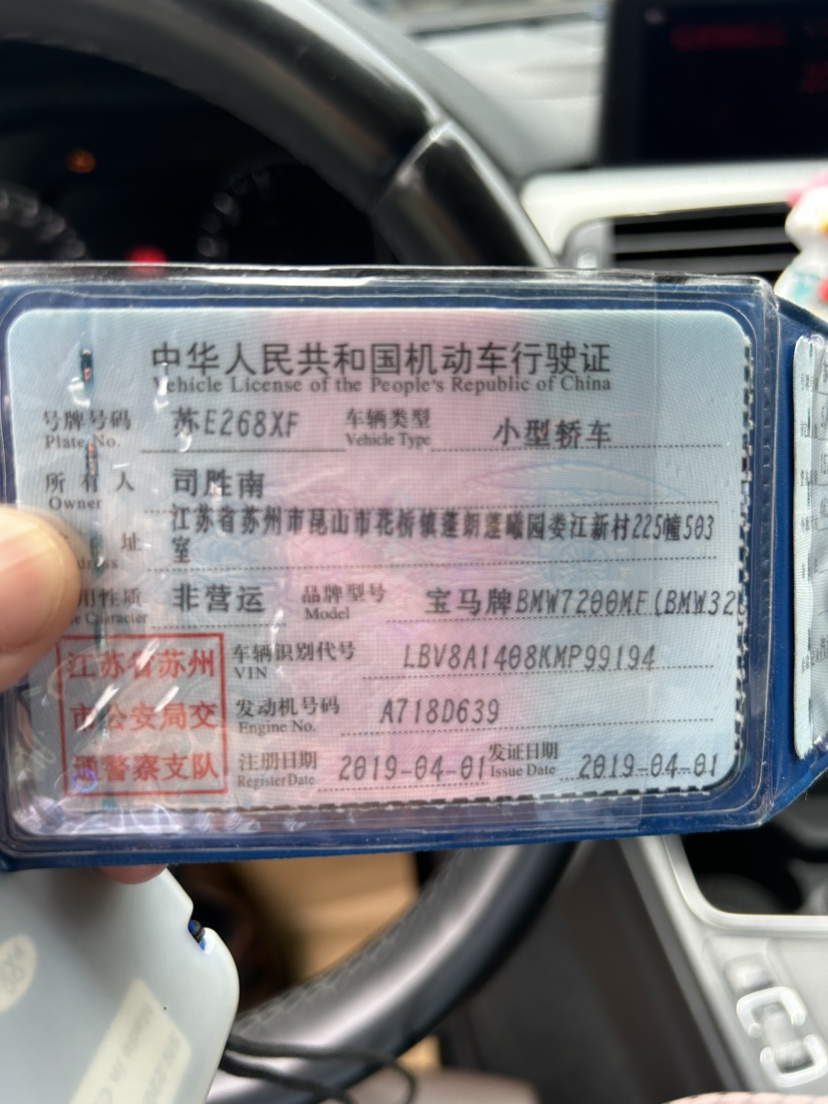 中华人民共和国机动车行驶证
Vehicle License of the People's Republic of China
号牌号码 苏E268XF 车辆类型 小型轿车
Plate No. Vehicle Type
所有人 司胜南
Owner
址 江苏省苏州市昆山市花桥镇蓬朗蓬曦园娄江新村225幢503
室
用性质 非营运 品牌型号 宝马牌BMW7200MF(BMW32
Character Model
江苏省苏州 车辆识别代号 LBV8A1408KMP99194
VIN
市公安局交 发动机号码 A718D639
Engine No.
通警察支队 注册日期 2019-04-01 发证日期 2019-04-01
Register Date Issue Date
Made in C